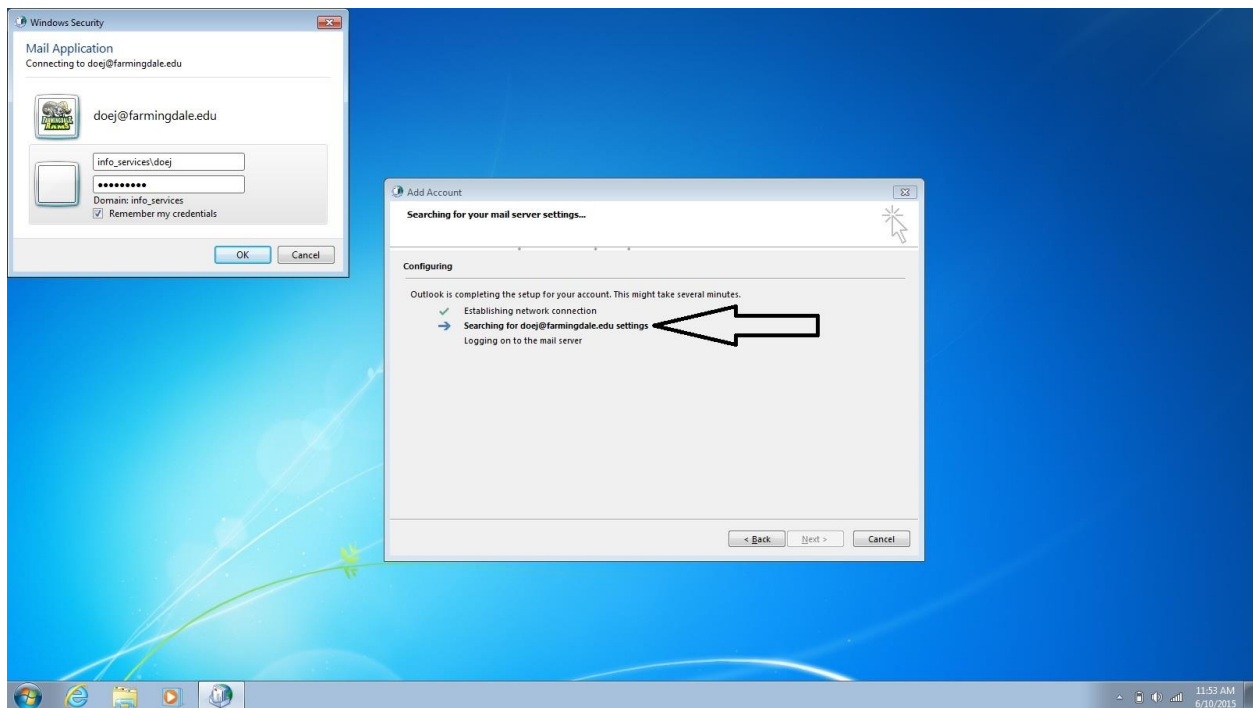 Windows Security
Mail Application
Connecting to doej@farmingdale.edu
FARMINGDALE
RAMS
doej@farmingdale.edu
info_services\doej
•••••••••
Domain: info_services
Remember my credentials
OK Cancel
Add Account
Searching for your mail server settings...
Configuring
Outlook is completing the setup for your account. This might take several minutes.
Establishing network connection
Searching for doej@farmingdale.edu settings
Logging on to the mail server
< Back Next > Cancel
11:53 AM
6/10/2015